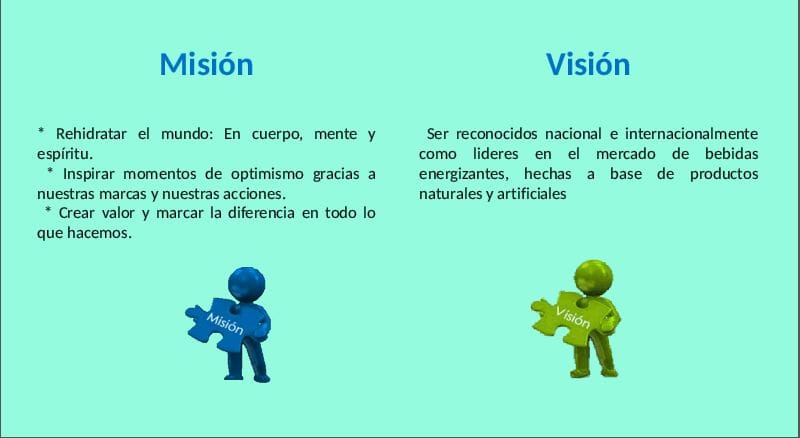 Misión
* Rehidratar el mundo: En cuerpo, mente y
espíritu.
* Inspirar momentos de optimismo gracias a
nuestras marcas y nuestras acciones.
* Crear valor y marcar la diferencia en todo lo
que hacemos.
Misión
Visión
Ser reconocidos nacional e internacionalmente
como lideres en el mercado de bebidas
energizantes, hechas a base de productos
naturales y artificiales
Visión